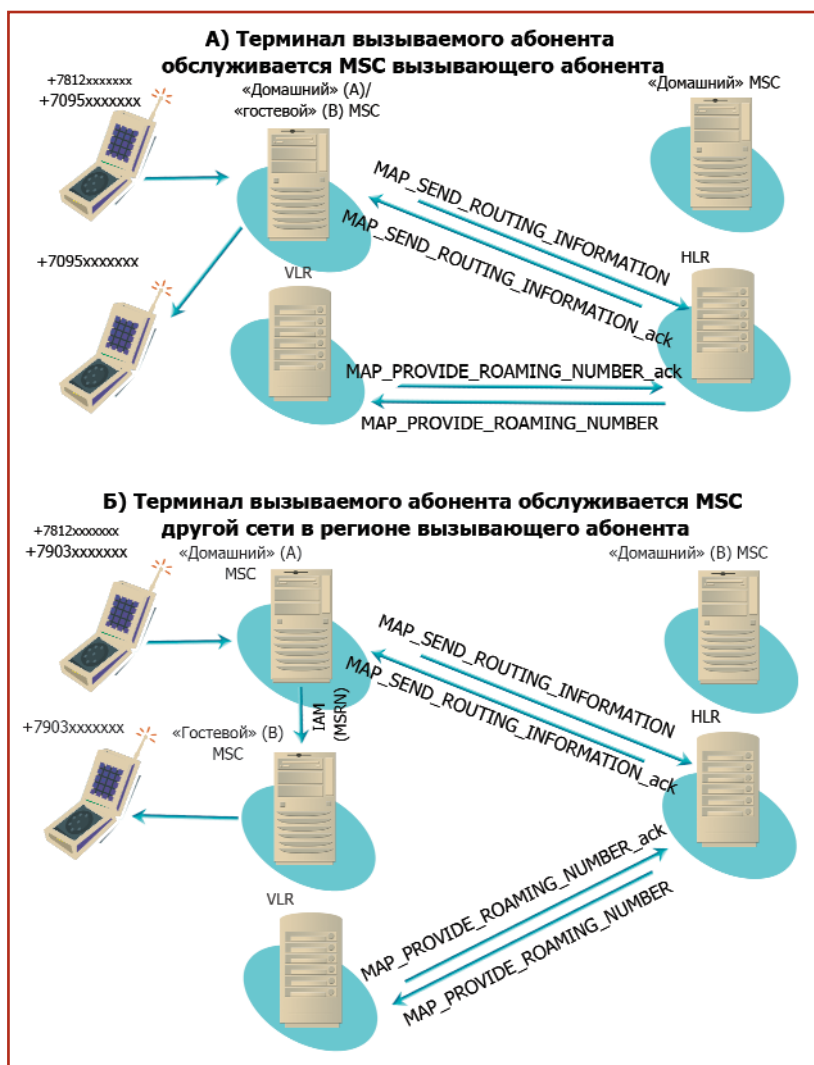 А) Терминал вызываемого абонента
обслуживается MSC вызывающего абонента
+7812xxxxxxx
+7095xxxxxxx
«Домашний» (А)/
«гостевой» (В) MSC
«Домашний» MSC
MAP_SEND_ROUTING_INFORMATION
MAP_SEND_ROUTING_INFORMATION_ack
+7095xxxxxxx
VLR
HLR
MAP_PROVIDE_ROAMING_NUMBER_ack
MAP_PROVIDE_ROAMING_NUMBER
Б) Терминал вызываемого абонента обслуживается MSC
другой сети в регионе вызывающего абонента
+7812xxxxxxx
+7903xxxxxxx
«Домашний» (А)
MSC
«Домашний» (В) MSC
MAP_SEND_ROUTING_INFORMATION
MAP_SEND_ROUTING_INFORMATION_ack
IAM
(MSRN)
+7903xxxxxxx
«Гостевой» (В)
MSC
HLR
VLR
MAP_PROVIDE_ROAMING_NUMBER_ack
MAP_PROVIDE_ROAMING_NUMBER